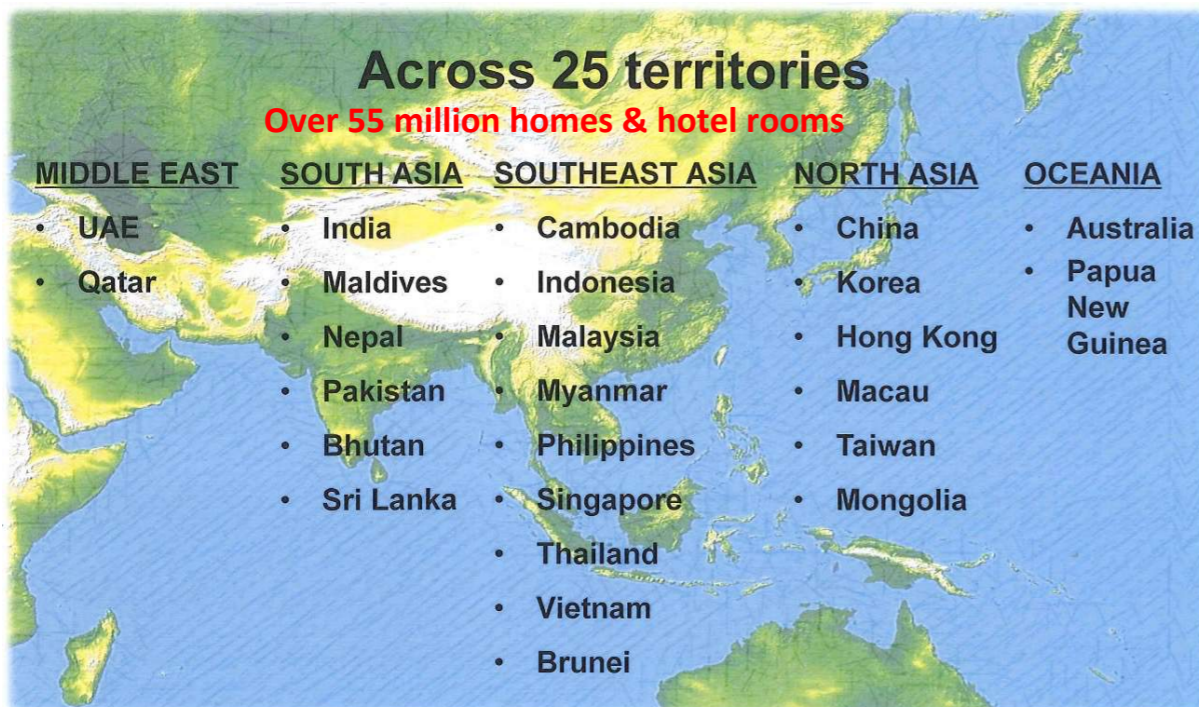 Across 25 territories
Over 55 million homes & hotel rooms
MIDDLE EAST
• UAE
• Qatar
SOUTH ASIA
• India
• Maldives
• Nepal
• Pakistan
• Bhutan
• Sri Lanka
SOUTHEAST ASIA
• Cambodia
• Indonesia
• Malaysia
• Myanmar
• Philippines
• Singapore
• Thailand
• Vietnam
• Brunei
NORTH ASIA
• China
• Korea
• Hong Kong
• Macau
• Taiwan
• Mongolia
OCEANIA
• Australia
• Papua
New
Guinea